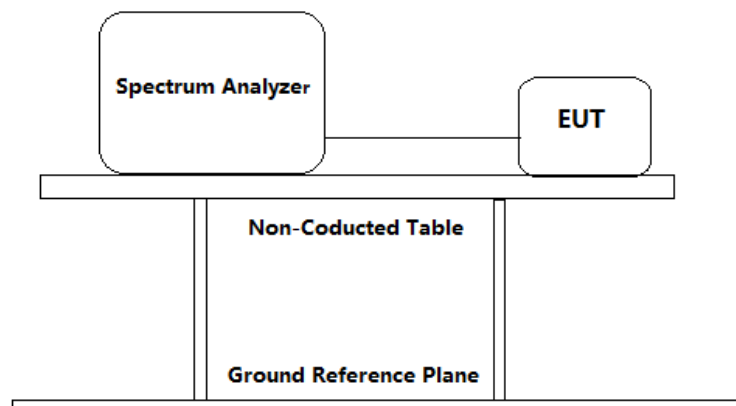 Spectrum Analyzer
EUT
Non-Coducted Table
Ground Reference Plane